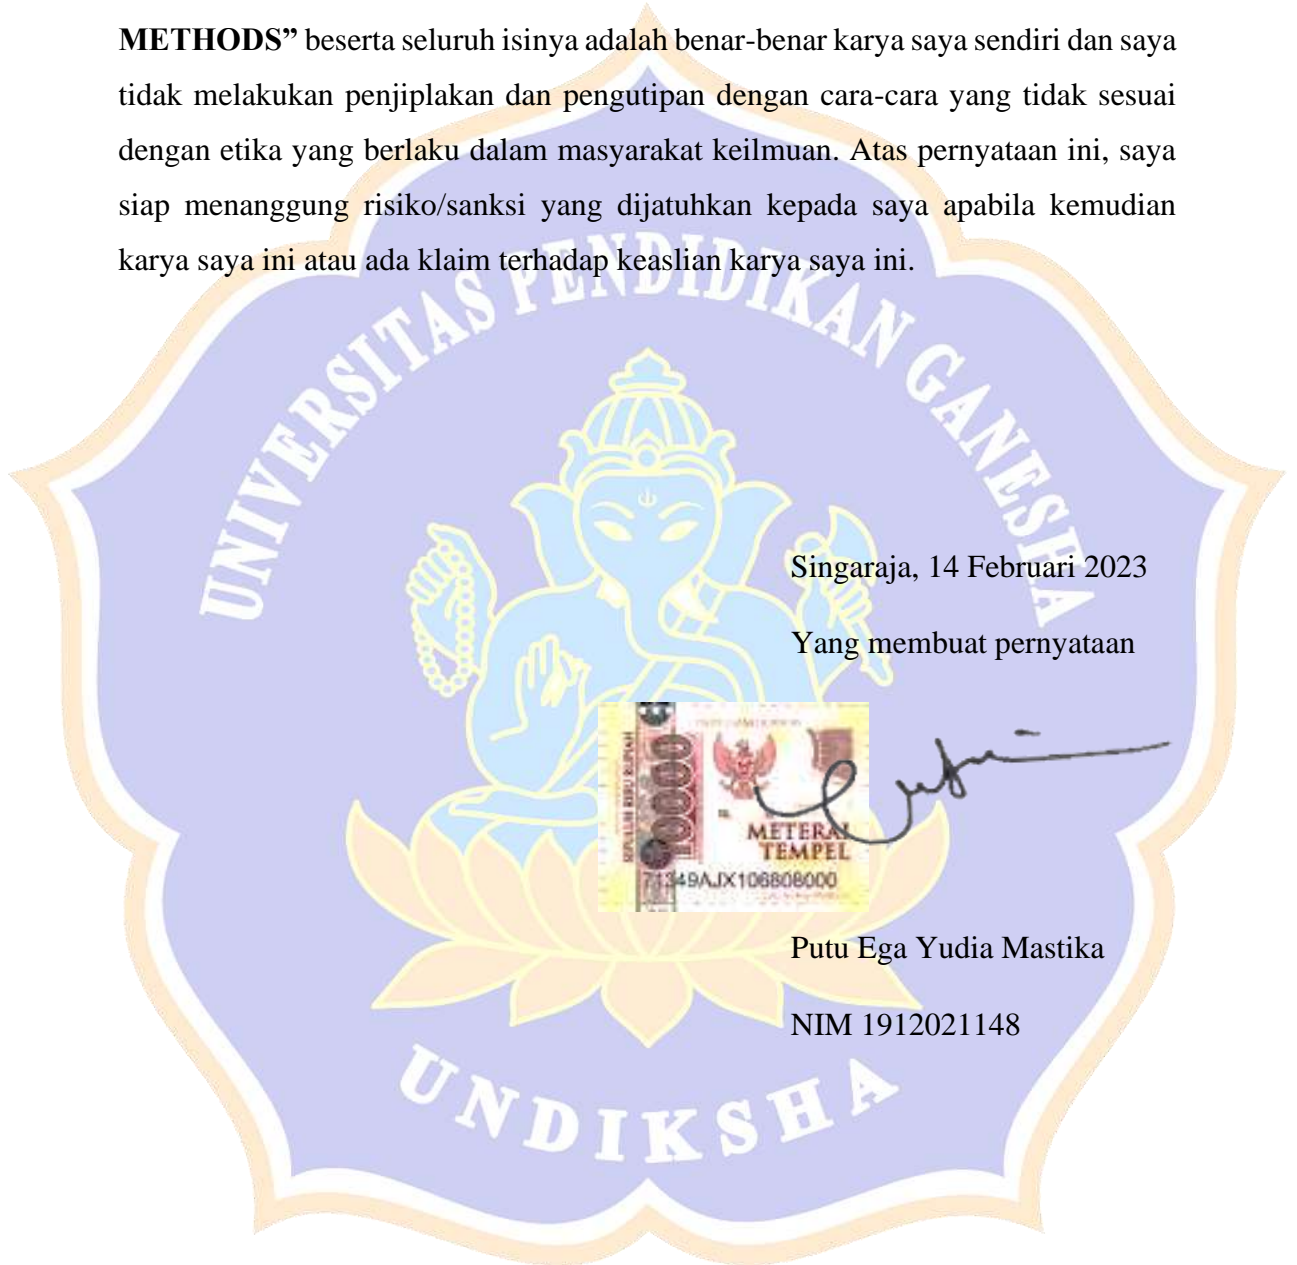 METHODS” beserta seluruh isinya adalah benar-benar karya saya sendiri dan saya
tidak melakukan penjiplakan dan pengutipan dengan cara-cara yang tidak sesuai
dengan etika yang berlaku dalam masyarakat keilmuan. Atas pernyataan ini, saya
siap menanggung risiko/sanksi yang dijatuhkan kepada saya apabila kemudian
karya saya ini atau ada klaim terhadap keaslian karya saya ini.
UNIVERSITAS PENDIDIKAN GANESHA
Singaraja, 14 Februari 2023
Yang membuat pernyataan
SEPULUH RIBU RUPIAH
10000
METERAI
TEMPEL
71349AJX106808000
Putu Ega Yudia Mastika
NIM 1912021148
UNDIKSHA